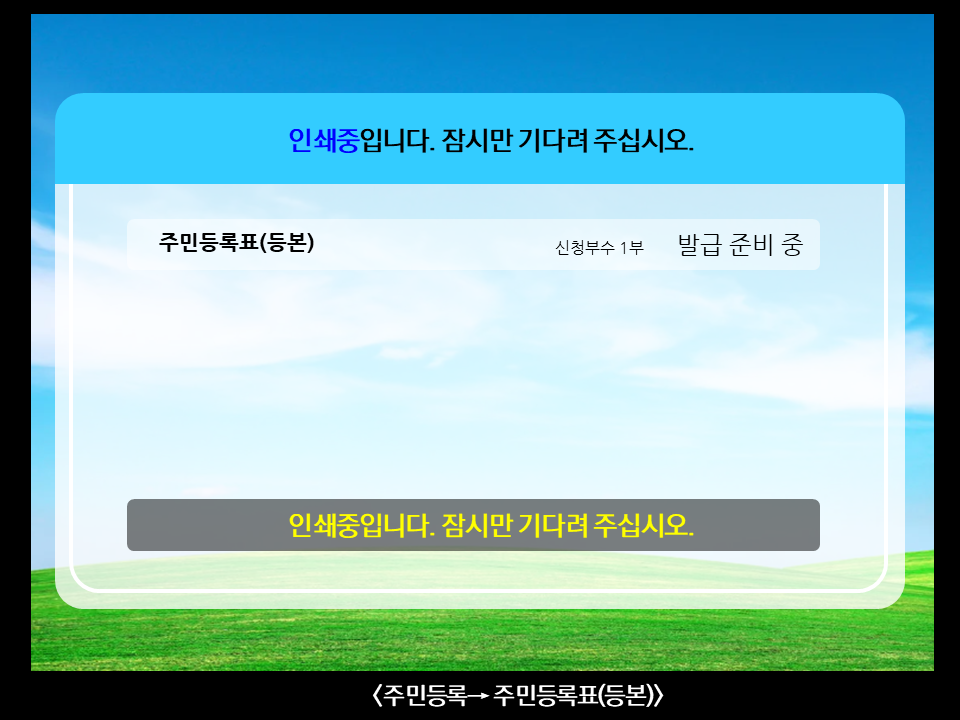 인쇄중입니다. 잠시만 기다려 주십시오.
주민등록표(등본) 신청부수 1부 발급 준비 중
인쇄중입니다. 잠시만 기다려 주십시오.
<주민등록→ 주민등록표(등본)>